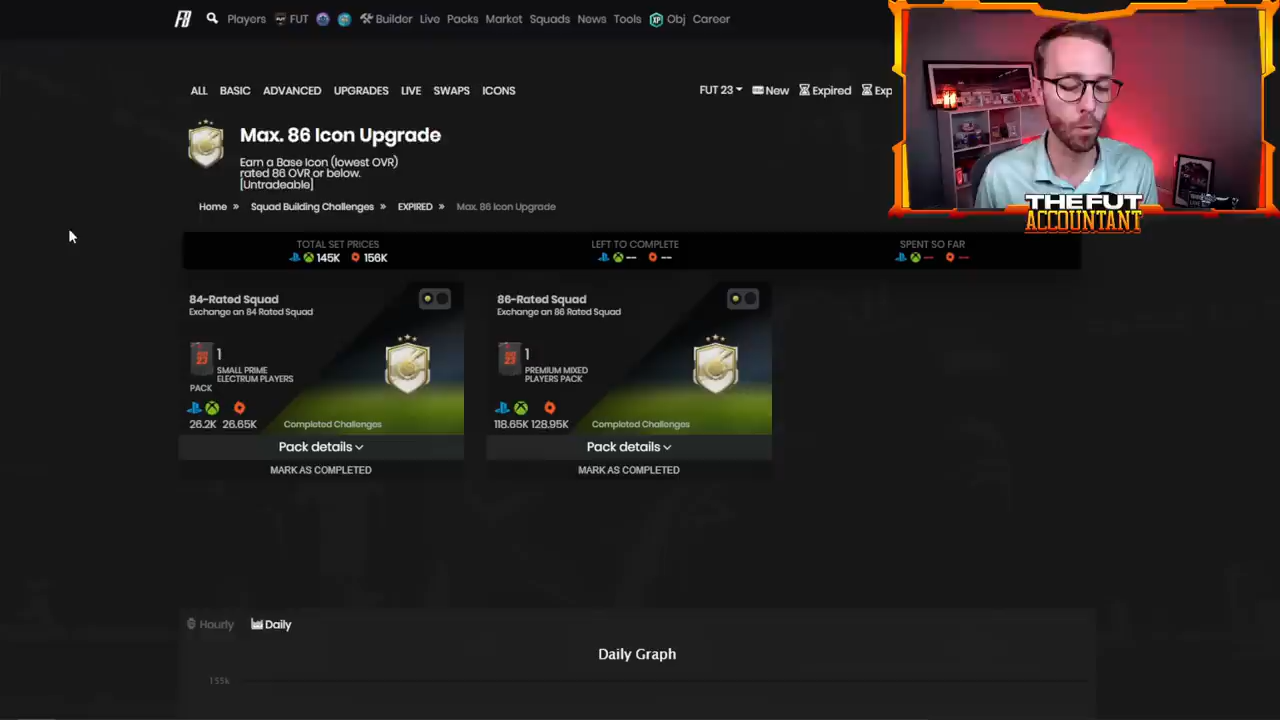 F8 Players FUT Builder Live Packs Market Squads News Tools XP Obj Career
ALL BASIC ADVANCED UPGRADES LIVE SWAPS ICONS FUT 23 New Expired Exp
Max. 86 Icon Upgrade
Earn a Base Icon (lowest OVR)
rated 86 OVR or below.
[Untradeable]
Home » Squad Building Challenges » EXPIRED » Max. 86 Icon Upgrade
THE FUT
ACCOUNTANT
TOTAL SET PRICES LEFT TO COMPLETE SPENT SO FAR
145K 156K -- -- -- --
84-Rated Squad
Exchange an 84 Rated Squad
1
SMALL PRIME
ELECTRUM PLAYERS
PACK
26.2K 26.65K Completed Challenges
Pack details
MARK AS COMPLETED
86-Rated Squad
Exchange an 86 Rated Squad
1
PREMIUM MIXED
PLAYERS PACK
118.65K 128.95K Completed Challenges
Pack details
MARK AS COMPLETED
Hourly Daily
Daily Graph
155k